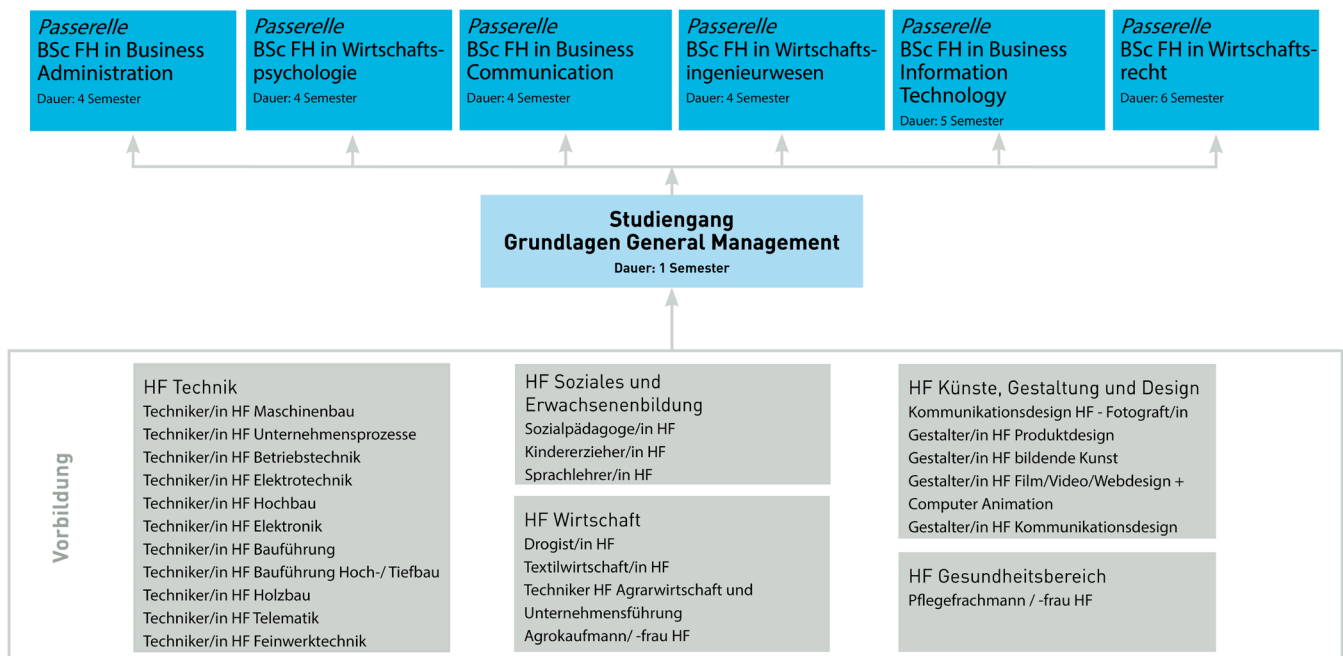 Passerelle
BSc FH in Business
Administration
Dauer: 4 Semester
Passerelle
BSc FH in Wirtschafts-
psychologie
Dauer: 4 Semester
Passerelle
BSc FH in Business
Communication
Dauer: 4 Semester
Passerelle
BSc FH in Wirtschafts-
ingenieurwesen
Dauer: 4 Semester
Passerelle
BSc FH in Business
Information
Technology
Dauer: 5 Semester
Passerelle
BSc FH in Wirtschafts-
recht
Dauer: 6 Semester
Studiengang
Grundlagen General Management
Dauer: 1 Semester
Vorbildung
HF Technik
Techniker/in HF Maschinenbau
Techniker/in HF Unternehmensprozesse
Techniker/in HF Betriebstechnik
Techniker/in HF Elektrotechnik
Techniker/in HF Hochbau
Techniker/in HF Elektronik
Techniker/in HF Bauführung
Techniker/in HF Bauführung Hoch-/ Tiefbau
Techniker/in HF Holzbau
Techniker/in HF Telematik
Techniker/in HF Feinwerktechnik
HF Soziales und
Erwachsenenbildung
Sozialpädagoge/in HF
Kindererzieher/in HF
Sprachlehrer/in HF
HF Wirtschaft
Drogist/in HF
Textilwirtschaft/in HF
Techniker HF Agrarwirtschaft und
Unternehmensführung
Agrokaufmann/ -frau HF
HF Künste, Gestaltung und Design
Kommunikationsdesign HF - Fotograft/in
Gestalter/in HF Produktdesign
Gestalter/in HF bildende Kunst
Gestalter/in HF Film/Video/Webdesign +
Computer Animation
Gestalter/in HF Kommunikationsdesign
HF Gesundheitsbereich
Pflegefrachmann / -frau HF